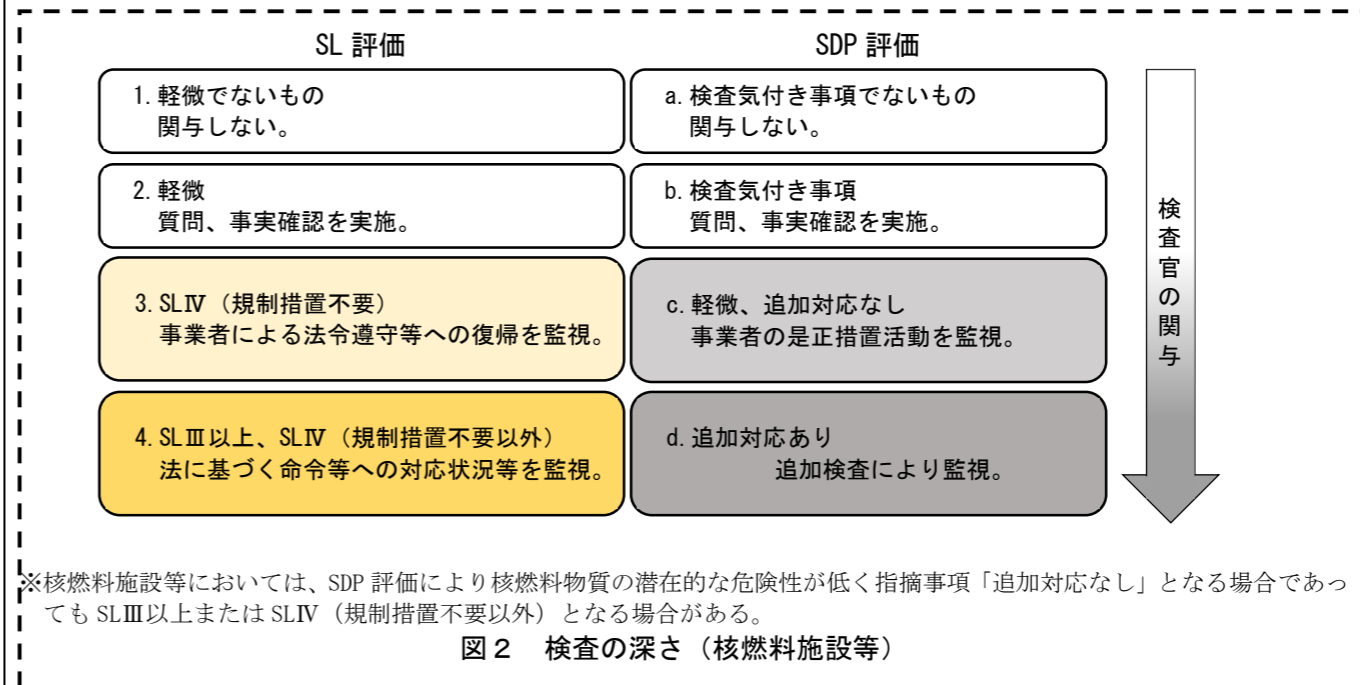 SL 評価
SDP 評価
1. 軽微でないもの
関与しない。
a. 検査気付き事項でないもの
関与しない。
2. 軽微
質問、事実確認を実施。
b. 検査気付き事項
質問、事実確認を実施。
3. SLⅣ（規制措置不要）
事業者による法令遵守等への復帰を監視。
c. 軽微、追加対応なし
事業者の是正措置活動を監視。
4. SLⅢ以上、SLⅣ（規制措置不要以外）
法に基づく命令等への対応状況等を監視。
d. 追加対応あり
追加検査により監視。
検査官の関与
※核燃料施設等においては、SDP 評価により核燃料物質の潜在的な危険性が低く指摘事項「追加対応なし」となる場合であっ
ても SLⅢ以上または SLⅣ（規制措置不要以外）となる場合がある。
図２　検査の深さ（核燃料施設等）